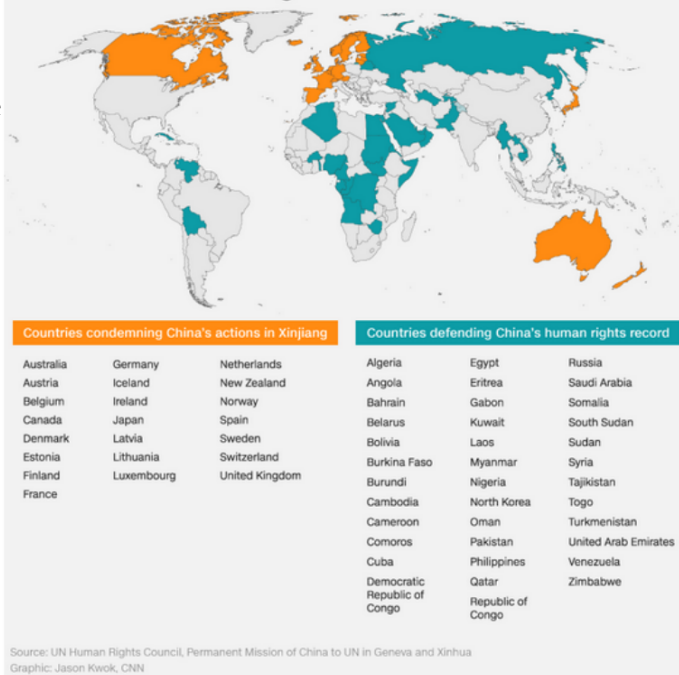 Countries condemning China's actions in Xinjiang
Australia
Austria
Belgium
Canada
Denmark
Estonia
Finland
France
Germany
Iceland
Ireland
Japan
Latvia
Lithuania
Luxembourg
Netherlands
New Zealand
Norway
Spain
Sweden
Switzerland
United Kingdom
Countries defending China's human rights record
Algeria
Angola
Bahrain
Belarus
Bolivia
Burkina Faso
Burundi
Cambodia
Cameroon
Comoros
Cuba
Democratic
Republic of
Congo
Egypt
Eritrea
Gabon
Kuwait
Laos
Myanmar
Nigeria
North Korea
Oman
Pakistan
Philippines
Qatar
Republic of
Congo
Russia
Saudi Arabia
Somalia
South Sudan
Sudan
Syria
Tajikistan
Togo
Turkmenistan
United Arab Emirates
Venezuela
Zimbabwe
Source: UN Human Rights Council, Permanent Mission of China to UN in Geneva and Xinhua
Graphic: Jason Kwok, CNN